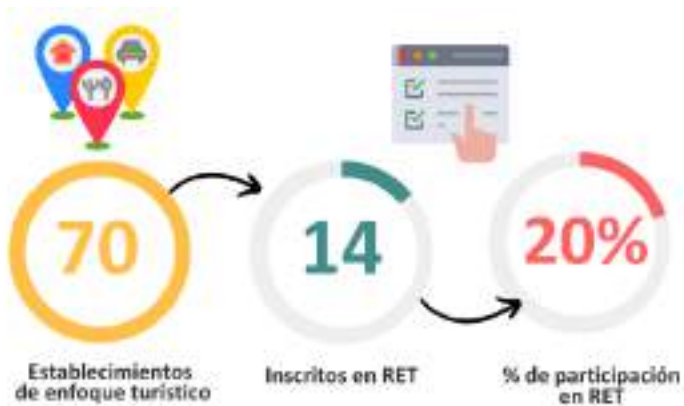 70
14
20%
Establecimientos
de enfoque turístico
Inscritos en RET
% de participación
en RET